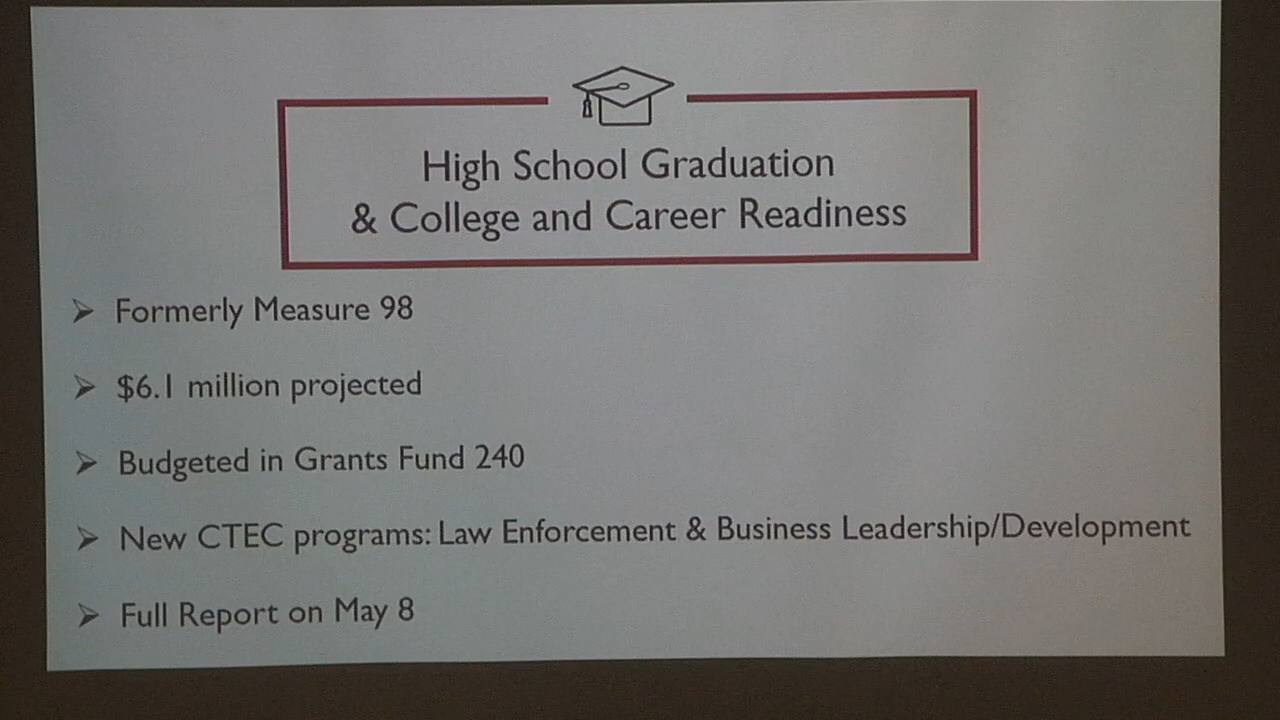 High School Graduation
& College and Career Readiness
Formerly Measure 98
$6.1 million projected
Budgeted in Grants Fund 240
New CTEC programs: Law Enforcement & Business Leadership/Development
Full Report on May 8